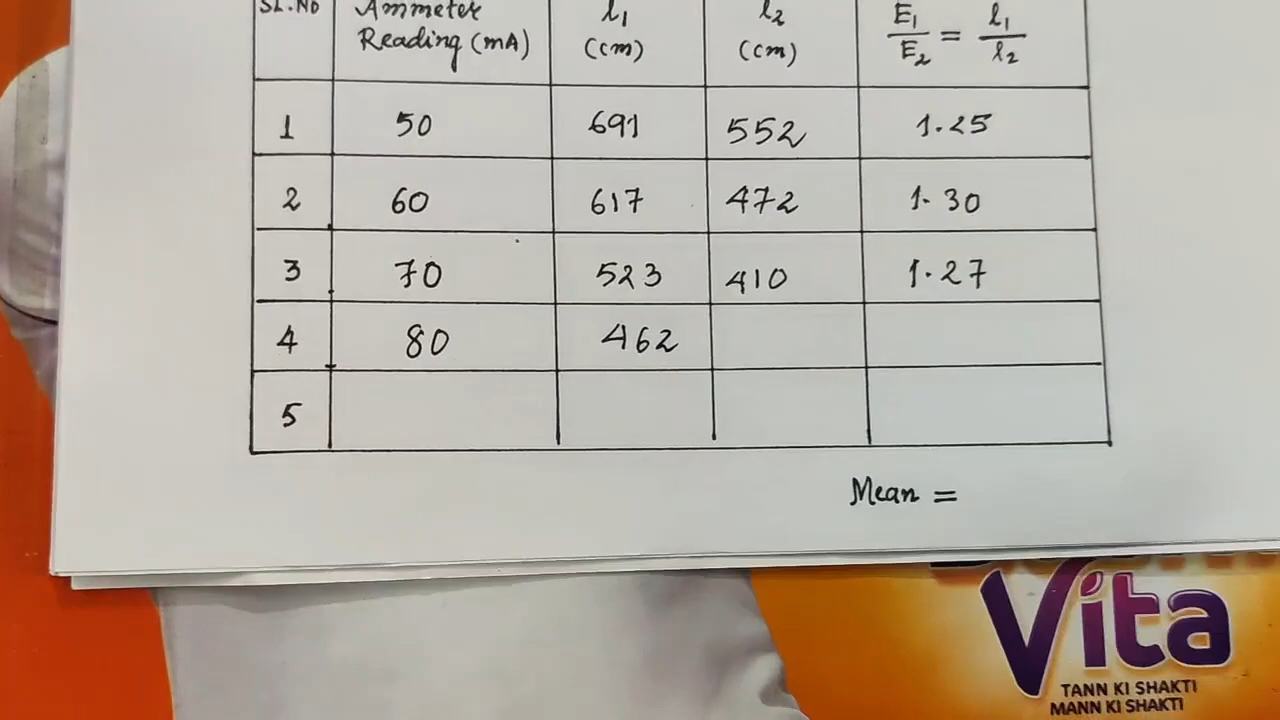 SL.No Ammeter Reading (mA) l₁ (cm) l₂ (cm) E₁/E₂ = l₁/l₂
1 50 691 552 1.25
2 60 617 472 1.30
3 70 523 410 1.27
4 80 462
5
Mean =
Vita
TANN KI SHAKTI
MANN KI SHAKTI